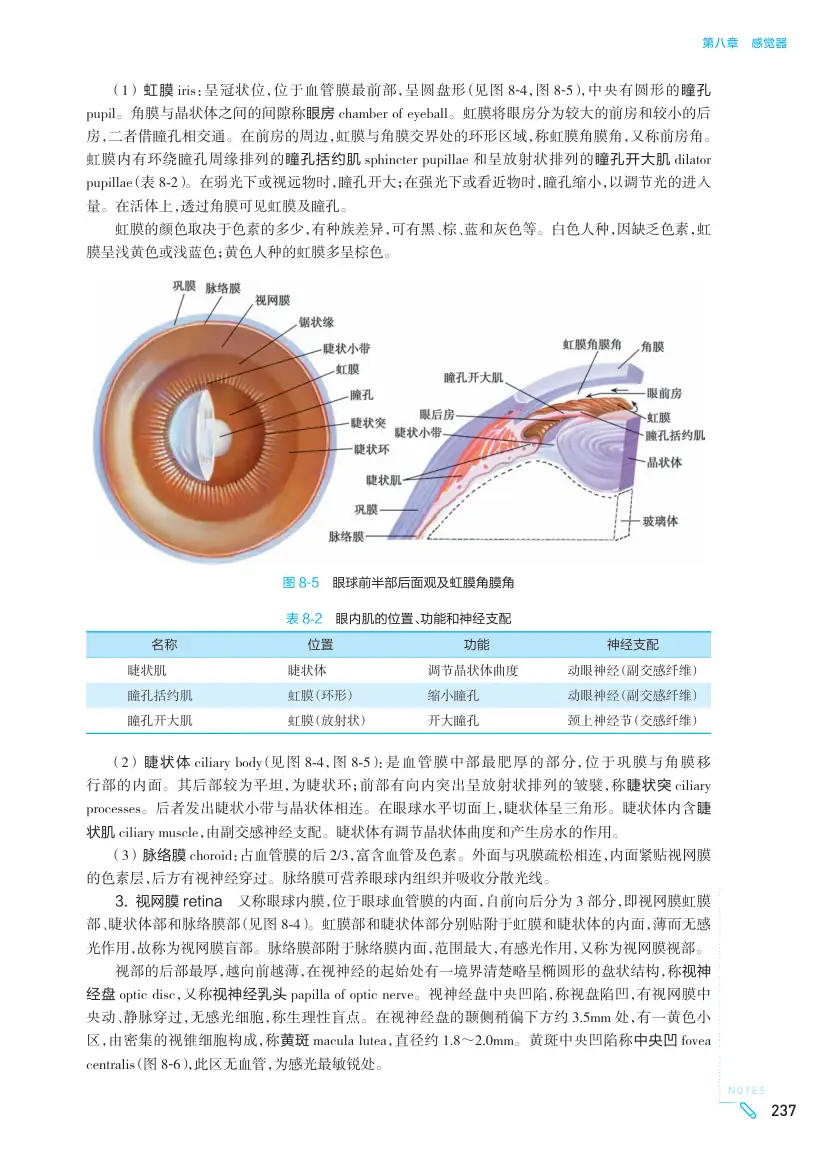 第八章 感觉器
（1）虹膜 iris：呈冠状位，位于血管膜最前部，呈圆盘形（见图 8-4，图 8-5），中央有圆形的瞳孔
pupil。角膜与晶状体之间的间隙称眼房 chamber of eyeball。虹膜将眼房分为较大的前房和较小的后
房，二者借瞳孔相交通。在前房的周边，虹膜与角膜交界处的环形区域，称虹膜角膜角，又称前房角。
虹膜内有环绕瞳孔周缘排列的瞳孔括约肌 sphincter pupillae 和呈放射状排列的瞳孔开大肌 dilator
pupillae（表 8-2）。在弱光下或视远物时，瞳孔开大；在强光下或看近物时，瞳孔缩小，以调节光的进入
量。在活体上，透过角膜可见虹膜及瞳孔。
虹膜的颜色取决于色素的多少，有种族差异，可有黑、棕、蓝和灰色等。白色人种，因缺乏色素，虹
膜呈浅黄色或浅蓝色；黄色人种的虹膜多呈棕色。
巩膜
脉络膜
视网膜
锯状缘
睫状小带
虹膜
瞳孔
睫状突
睫状环
虹膜角膜角
角膜
瞳孔开大肌
眼前房
眼后房
虹膜
睫状小带
瞳孔括约肌
晶状体
睫状肌
巩膜
玻璃体
脉络膜
图 8-5 眼球前半部后面观及虹膜角膜角
表 8-2 眼内肌的位置、功能和神经支配
名称 位置 功能 神经支配
睫状肌 睫状体 调节晶状体曲度 动眼神经（副交感纤维）
瞳孔括约肌 虹膜（环形） 缩小瞳孔 动眼神经（副交感纤维）
瞳孔开大肌 虹膜（放射状） 开大瞳孔 颈上神经节（交感纤维）
（2）睫状体 ciliary body（见图 8-4，图 8-5）：是血管膜中部最肥厚的部分，位于巩膜与角膜移
行部的内面。其后部较为平坦，为睫状环；前部有向内突出呈放射状排列的皱襞，称睫状突 ciliary
processes。后者发出睫状小带与晶状体相连。在眼球水平切面上，睫状体呈三角形。睫状体内含睫
状肌 ciliary muscle，由副交感神经支配。睫状体有调节晶状体曲度和产生房水的作用。
（3）脉络膜 choroid：占血管膜的后 2/3，富含血管及色素。外面与巩膜疏松相连，内面紧贴视网膜
的色素层，后方有视神经穿过。脉络膜可营养眼球内组织并吸收分散光线。
3. 视网膜 retina 又称眼球内膜，位于眼球血管膜的内面，自前向后分为 3 部分，即视网膜虹膜
部、睫状体部和脉络膜部（见图 8-4）。虹膜部和睫状体部分别贴附于虹膜和睫状体的内面，薄而无感
光作用，故称为视网膜盲部。脉络膜部附于脉络膜内面，范围最大，有感光作用，又称为视网膜视部。
视部的后部最厚，越向前越薄，在视神经的起始处有一境界清楚略呈椭圆形的盘状结构，称视神
经盘 optic disc，又称视神经乳头 papilla of optic nerve。视神经盘中央凹陷，称视盘陷凹，有视网膜中
央动、静脉穿过，无感光细胞，称生理性盲点。在视神经盘的颞侧稍偏下方约 3.5mm 处，有一黄色小
区，由密集的视锥细胞构成，称黄斑 macula lutea，直径约 1.8～2.0mm。黄斑中央凹陷称中央凹 fovea
centralis（图 8-6），此区无血管，为感光最敏锐处。
NOTES
237